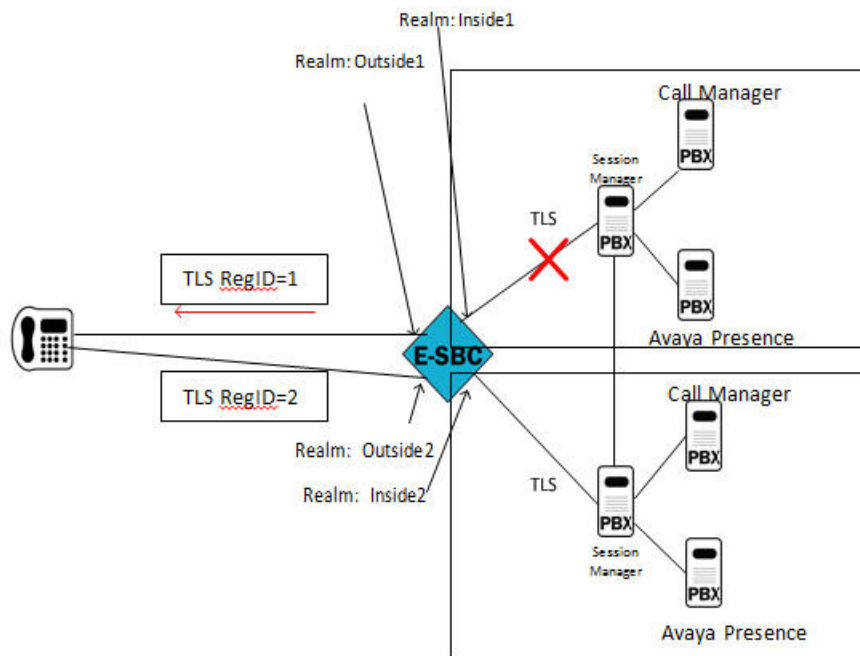 Realm: Inside1
Realm: Outside1
Call Manager
PBX
Session
Manager
PBX
TLS
TLS RegID=1
PBX
Avaya Presence
E-SBC
Call Manager
TLS RegID=2
PBX
Realm: Outside2
Realm: Inside2
TLS
PBX
Session
Manager
PBX
Avaya Presence